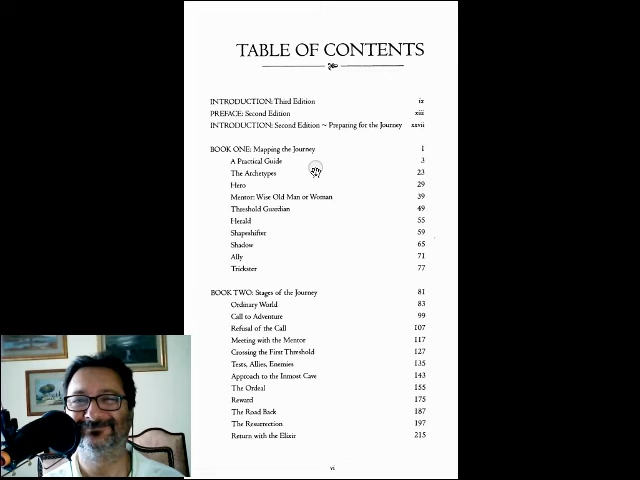 TABLE OF CONTENTS
INTRODUCTION: Third Edition ix
PREFACE: Second Edition xiii
INTRODUCTION: Second Edition ~ Preparing for the Journey xxvii
BOOK ONE: Mapping the Journey 1
A Practical Guide 3
The Archetypes 23
Hero 29
Mentor: Wise Old Man or Woman 39
Threshold Guardian 49
Herald 55
Shapeshifter 59
Shadow 65
Ally 71
Trickster 77
BOOK TWO: Stages of the Journey 81
Ordinary World 83
Call to Adventure 99
Refusal of the Call 107
Meeting with the Mentor 117
Crossing the First Threshold 127
Tests, Allies, Enemies 135
Approach to the Inmost Cave 143
The Ordeal 155
Reward 175
The Road Back 187
The Resurrection 197
Return with the Elixir 215
vi